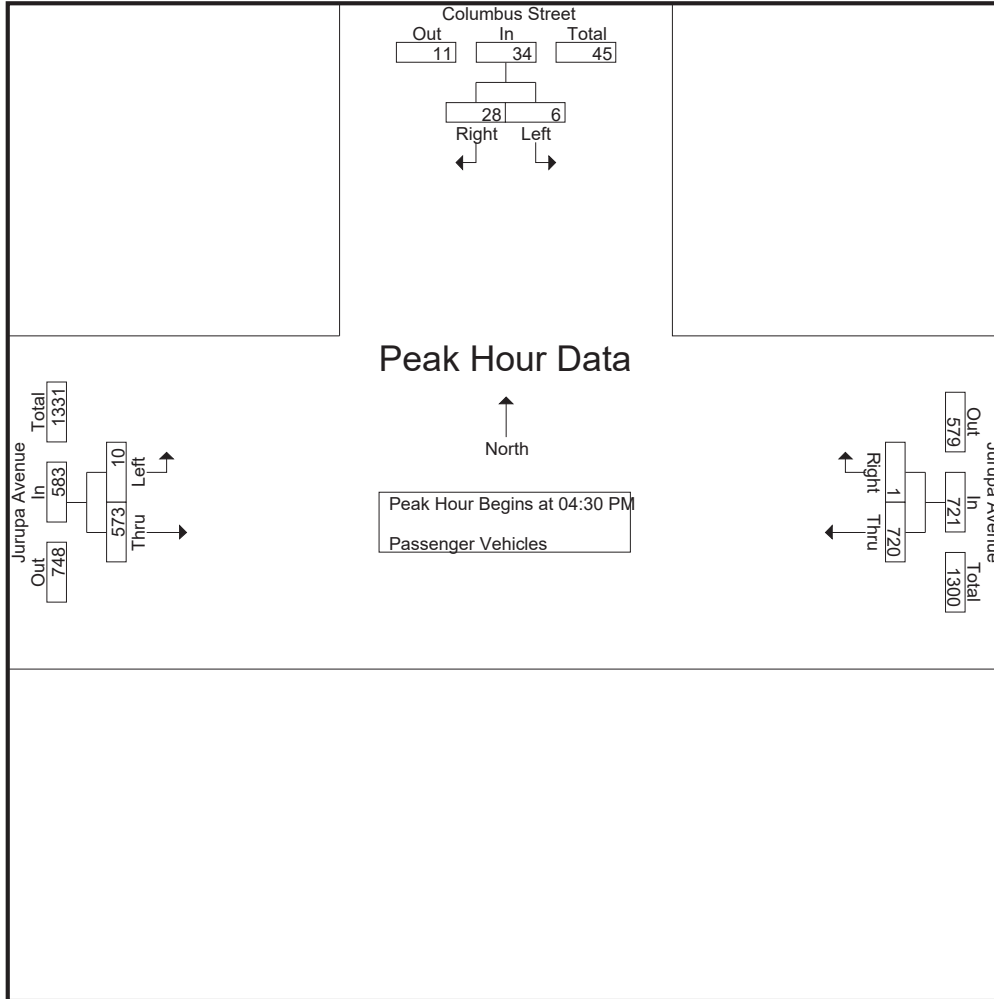 Columbus Street
Out In Total
11 34 45
28 6
Right Left
Peak Hour Data
North
Peak Hour Begins at 04:30 PM
Passenger Vehicles
Jurupa Avenue
Total In Out
1331 583 748
10 573
Left Thru
Jurupa Avenue
Out In Total
579 721 1300
Right Thru
1 720